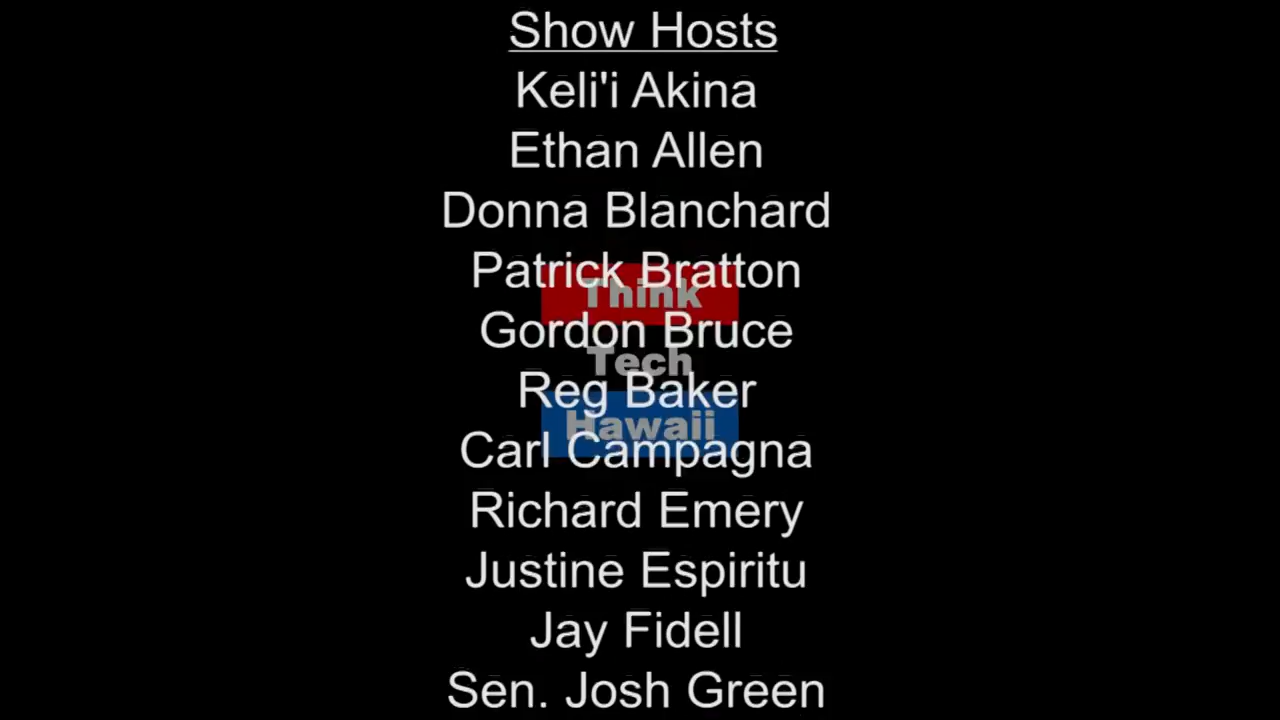 Show Hosts
Keli'i Akina
Ethan Allen
Donna Blanchard
Patrick Bratton
Think
Gordon Bruce
Tech
Reg Baker
Hawaii
Carl Campagna
Richard Emery
Justine Espiritu
Jay Fidell
Sen. Josh Green